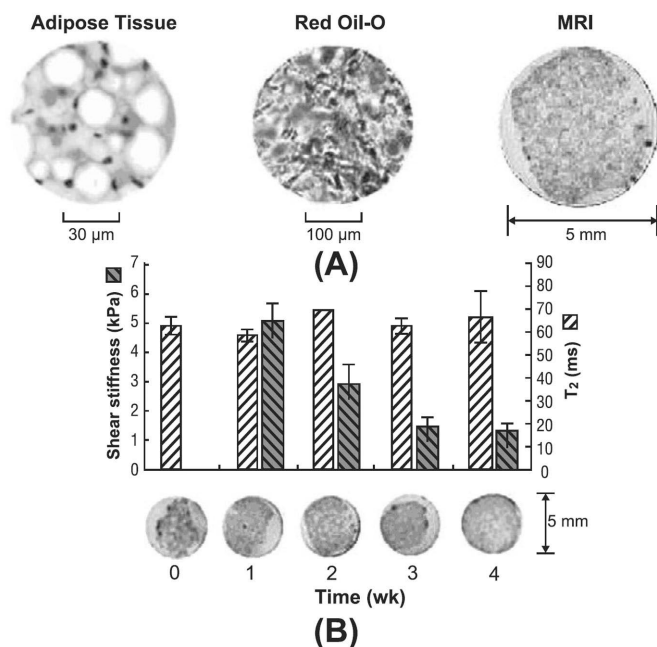 Adipose Tissue Red Oil-O MRI
30 µm 100 µm 5 mm
(A)
Shear stiffness (kPa)
7
6
5
4
3
2
1
0
90
80
70
60
50
40
30
20
10
0
T2 (ms)
5 mm
0 1 2 3 4
Time (wk)
(B)